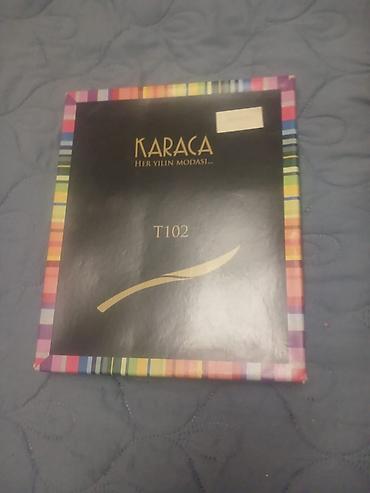 KARACA
HER YILIN MODASI...
T102